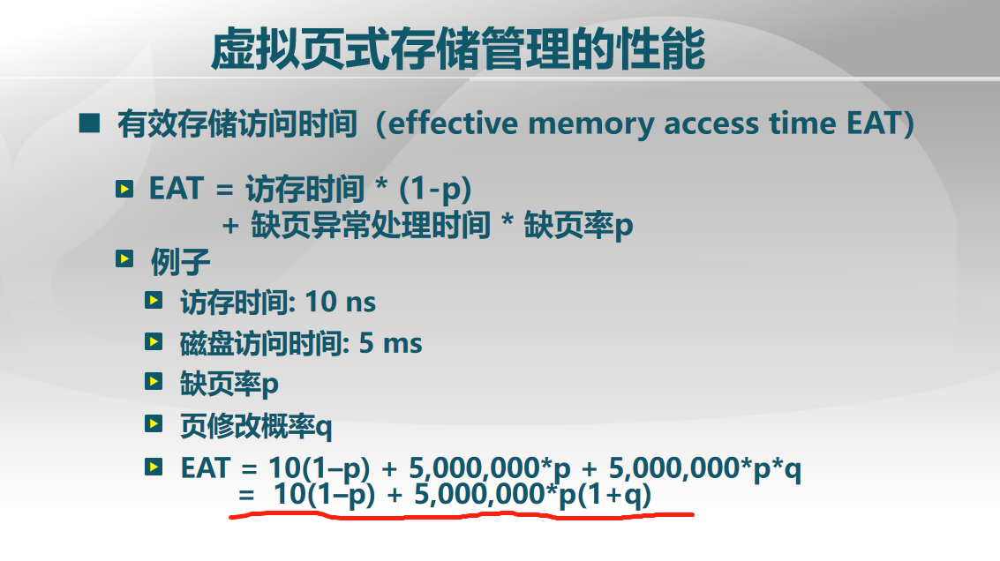 虚拟页式存储管理的性能
有效存储访问时间（effective memory access time EAT）
EAT = 访存时间 * (1-p)
+ 缺页异常处理时间 * 缺页率p
例子
访存时间: 10 ns
磁盘访问时间: 5 ms
缺页率p
页修改概率q
EAT = 10(1–p) + 5,000,000*p + 5,000,000*p*q
= 10(1–p) + 5,000,000*p(1+q)